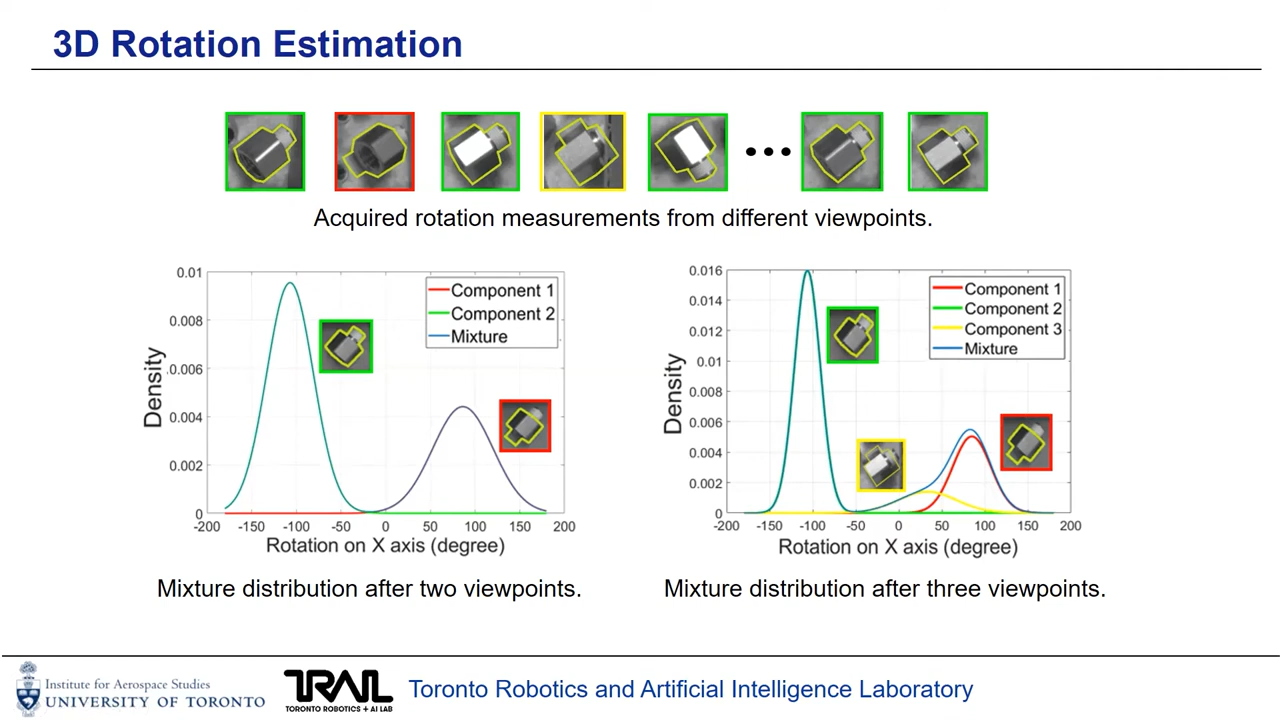 3D Rotation Estimation
Acquired rotation measurements from different viewpoints.
0.01
0.008
0.006
0.004
0.002
0
-200 -150 -100 -50 0 50 100 150 200
Density
Rotation on X axis (degree)
Component 1
Component 2
Mixture
Mixture distribution after two viewpoints.
0.016
0.014
0.012
0.01
0.008
0.006
0.004
0.002
0
-200 -150 -100 -50 0 50 100 150 200
Density
Rotation on X axis (degree)
Component 1
Component 2
Component 3
Mixture
Mixture distribution after three viewpoints.
Institute for Aerospace Studies
UNIVERSITY OF TORONTO
TRAIL
TORONTO ROBOTICS + AI LAB
Toronto Robotics and Artificial Intelligence Laboratory